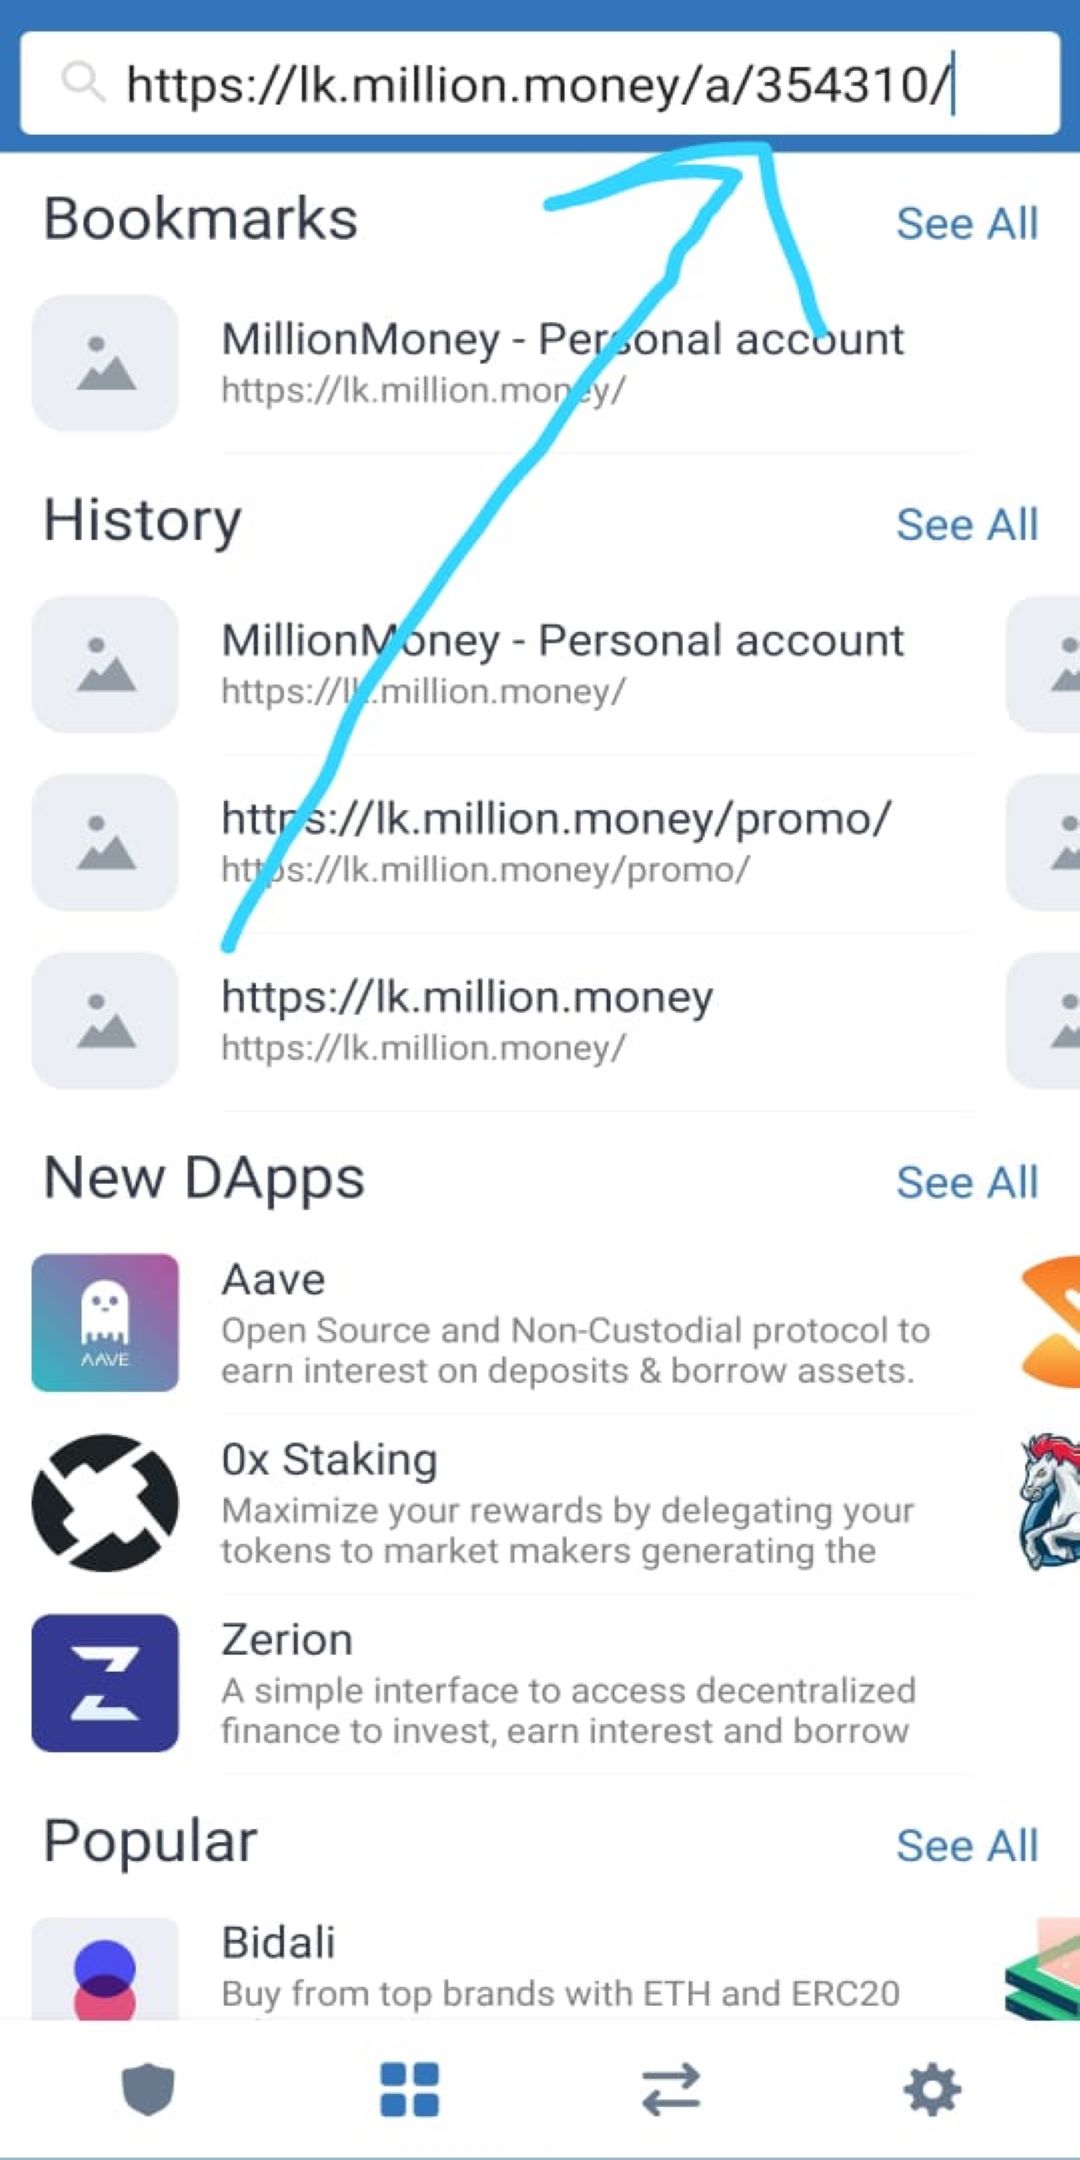 https://lk.million.money/a/354310/
Bookmarks
See All
MillionMoney - Personal account
https://lk.million.money/
History
See All
MillionMoney - Personal account
https://lk.million.money/
https://lk.million.money/promo/
https://lk.million.money/promo/
https://lk.million.money
https://lk.million.money/
New DApps
See All
Aave
Open Source and Non-Custodial protocol to
earn interest on deposits & borrow assets.
AAVE
0x Staking
Maximize your rewards by delegating your
tokens to market makers generating the
Zerion
A simple interface to access decentralized
finance to invest, earn interest and borrow
Popular
See All
Bidali
Buy from top brands with ETH and ERC20